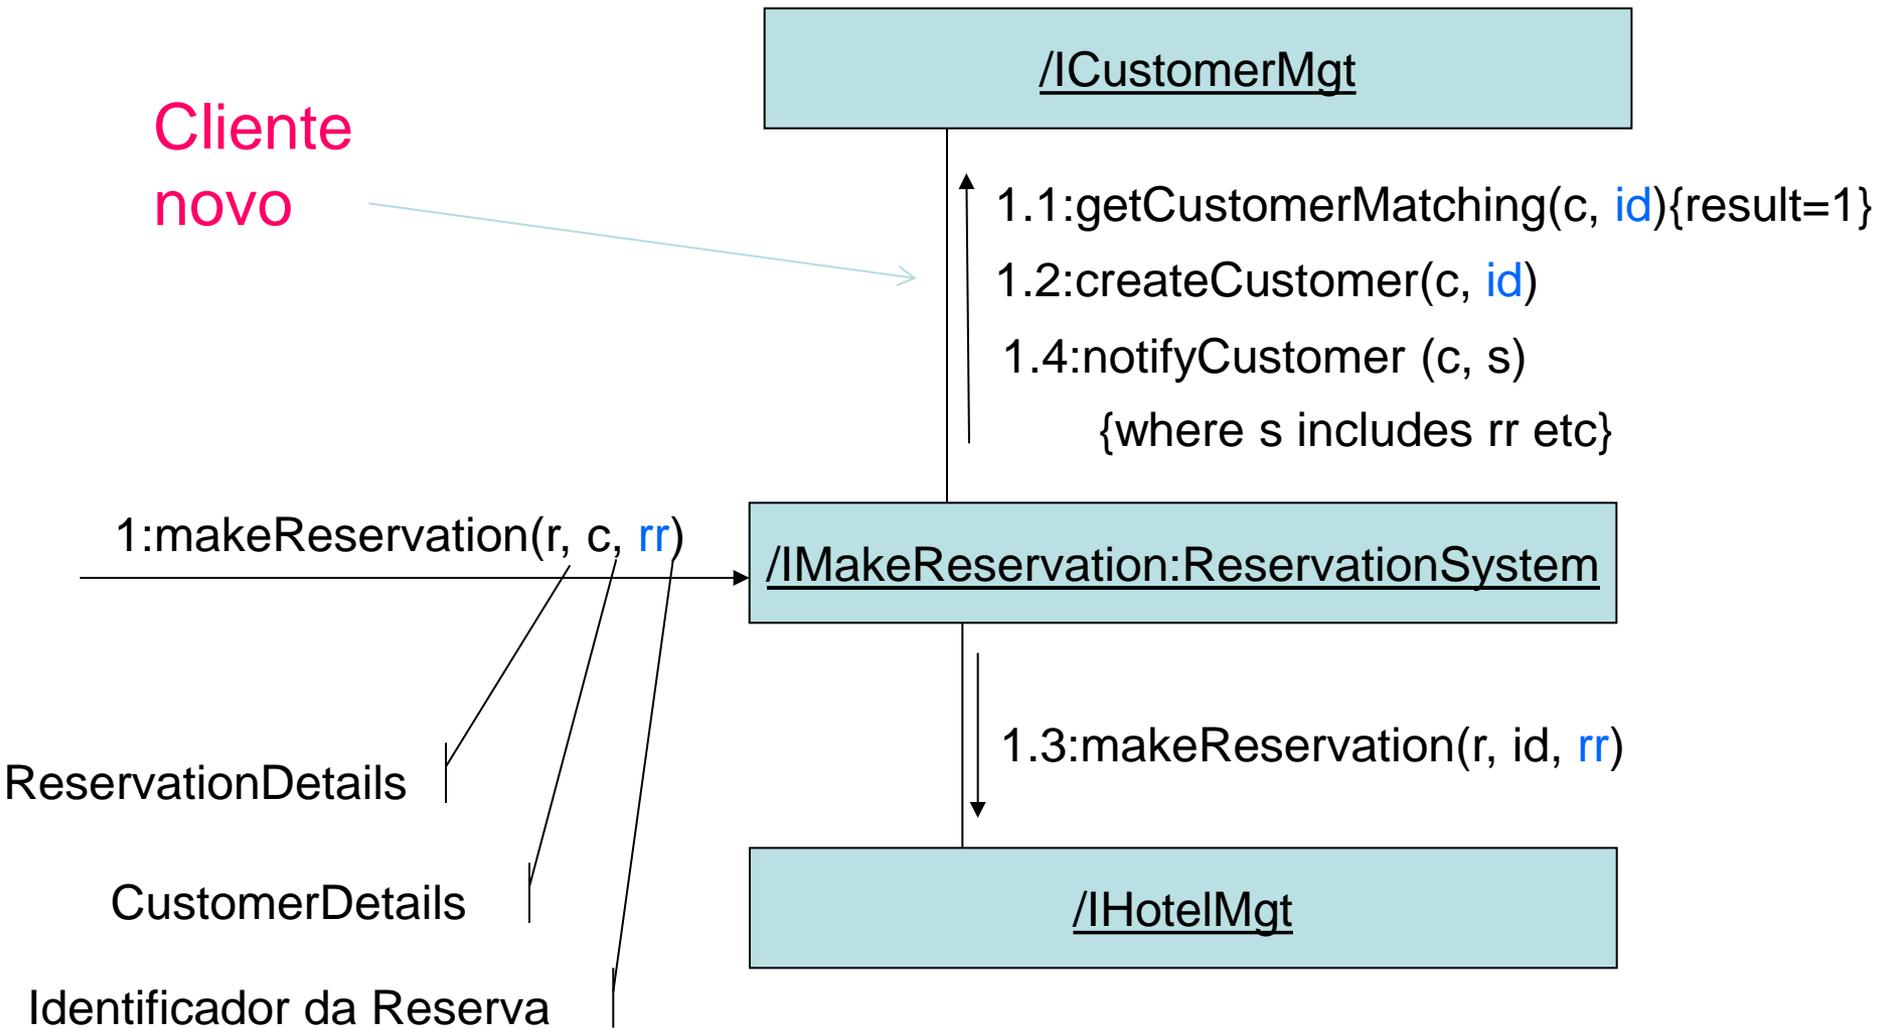 /ICustomerMgt
Cliente
novo
1.1:getCustomerMatching(c, id){result=1}
1.2:createCustomer(c, id)
1.4:notifyCustomer (c, s)
{where s includes rr etc}
1:makeReservation(r, c, rr)
/IMakeReservation:ReservationSystem
1.3:makeReservation(r, id, rr)
ReservationDetails
CustomerDetails
/IHotelMgt
Identificador da Reserva